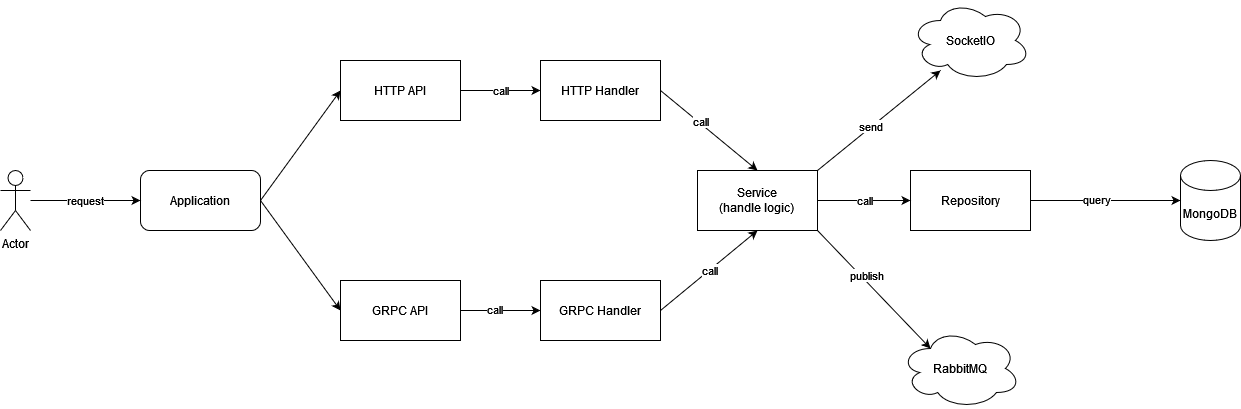 SocketIO
HTTP API
call
HTTP Handler
call
send
Actor
request
Application
Service
(handle logic)
call
Repository
query
MongoDB
GRPC API
call
GRPC Handler
call
publish
RabbitMQ